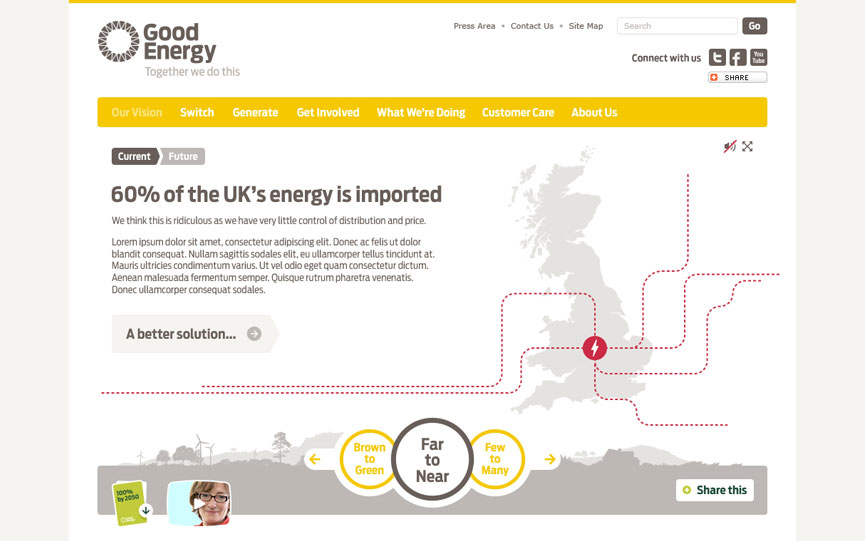 Good
Energy
Together we do this
Press Area • Contact Us • Site Map
Search
Go
Connect with us
You
Tube
SHARE
Our Vision Switch Generate Get Involved What We're Doing Customer Care About Us
Current Future
60% of the UK's energy is imported
We think this is ridiculous as we have very little control of distribution and price.
Lorem ipsum dolor sit amet, consectetur adipiscing elit. Donec ac felis ut dolor
blandit consequat. Nullam sagittis sodales elit, eu ullamcorper tellus tincidunt at.
Mauris ultricies condimentum varius. Ut vel odio eget quam consectetur dictum.
Aenean malesuada fermentum semper. Quisque rutrum pharetra venenatis.
Donec ullamcorper consequat sodales.
A better solution...
Brown
to
Green
Far
to
Near
Few
to
Many
100%
by 2050
Share this